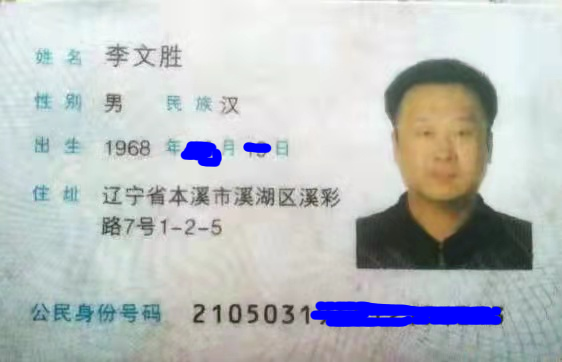 姓名 李文胜
性别 男 民族 汉
出生 1968 年 月 日
住址 辽宁省本溪市溪湖区溪彩
路7号1-2-5
公民身份号码 2105031